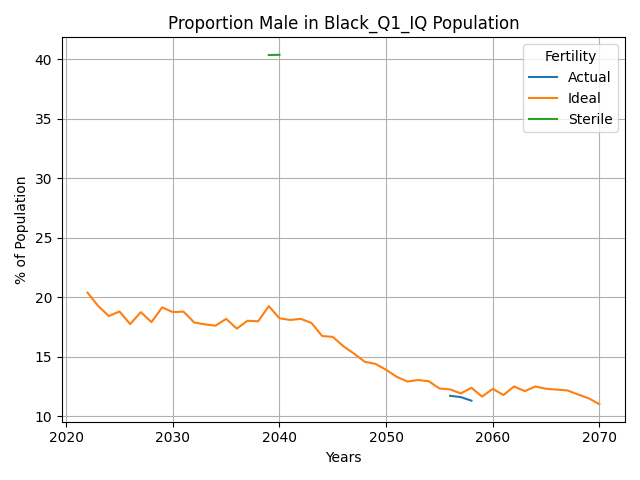 Proportion Male in Black_Q1_IQ Population
% of Population
40
35
30
25
20
15
10
Fertility
Actual
Ideal
Sterile
2020
2030
2040
2050
2060
2070
Years